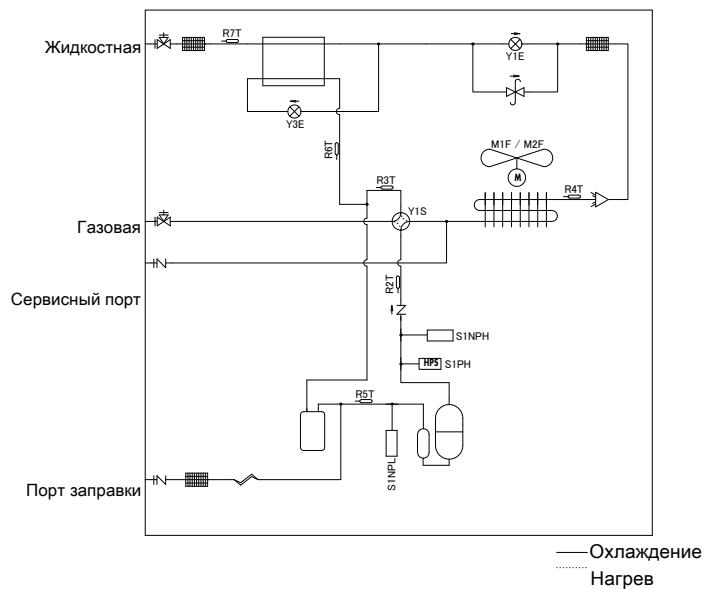 R7T
Жидкостная
Y1E
Y3E
R6T
M1F / M2F
M
R3T
R4T
Y1S
Газовая
R2T
Сервисный порт
S1NPH
HPS S1PH
R5T
S1NPL
Порт заправки
Охлаждение
Нагрев